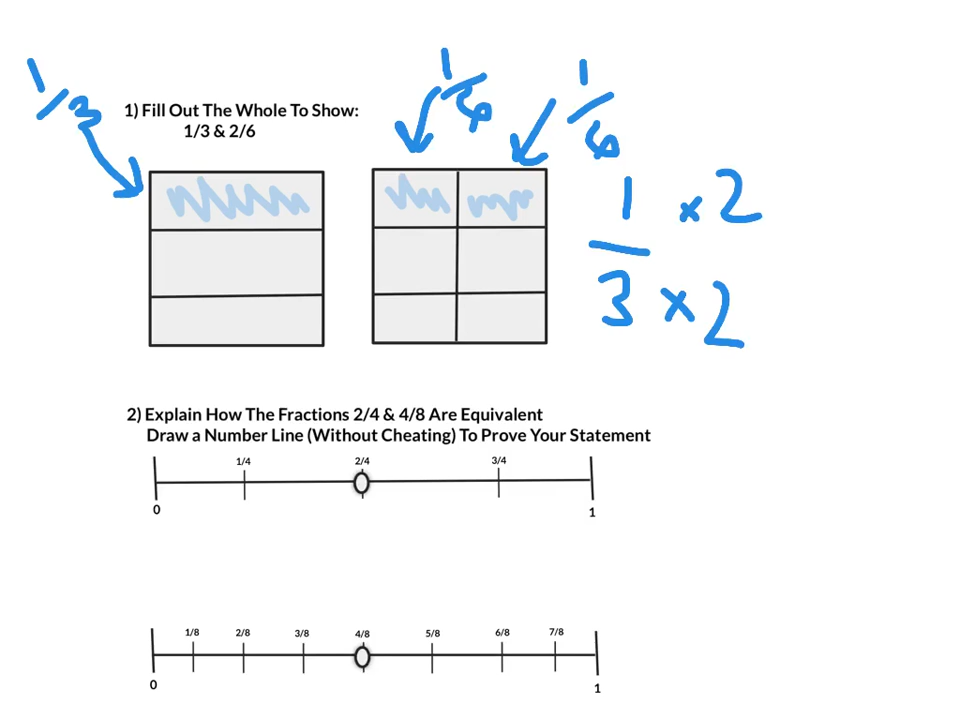 1/3
1/6
1/6
1) Fill Out The Whole To Show:
1/3 & 2/6
1 x 2
3 x 2
2) Explain How The Fractions 2/4 & 4/8 Are Equivalent
Draw a Number Line (Without Cheating) To Prove Your Statement
1/4 2/4 3/4
0 1
1/8 2/8 3/8 4/8 5/8 6/8 7/8
0 1